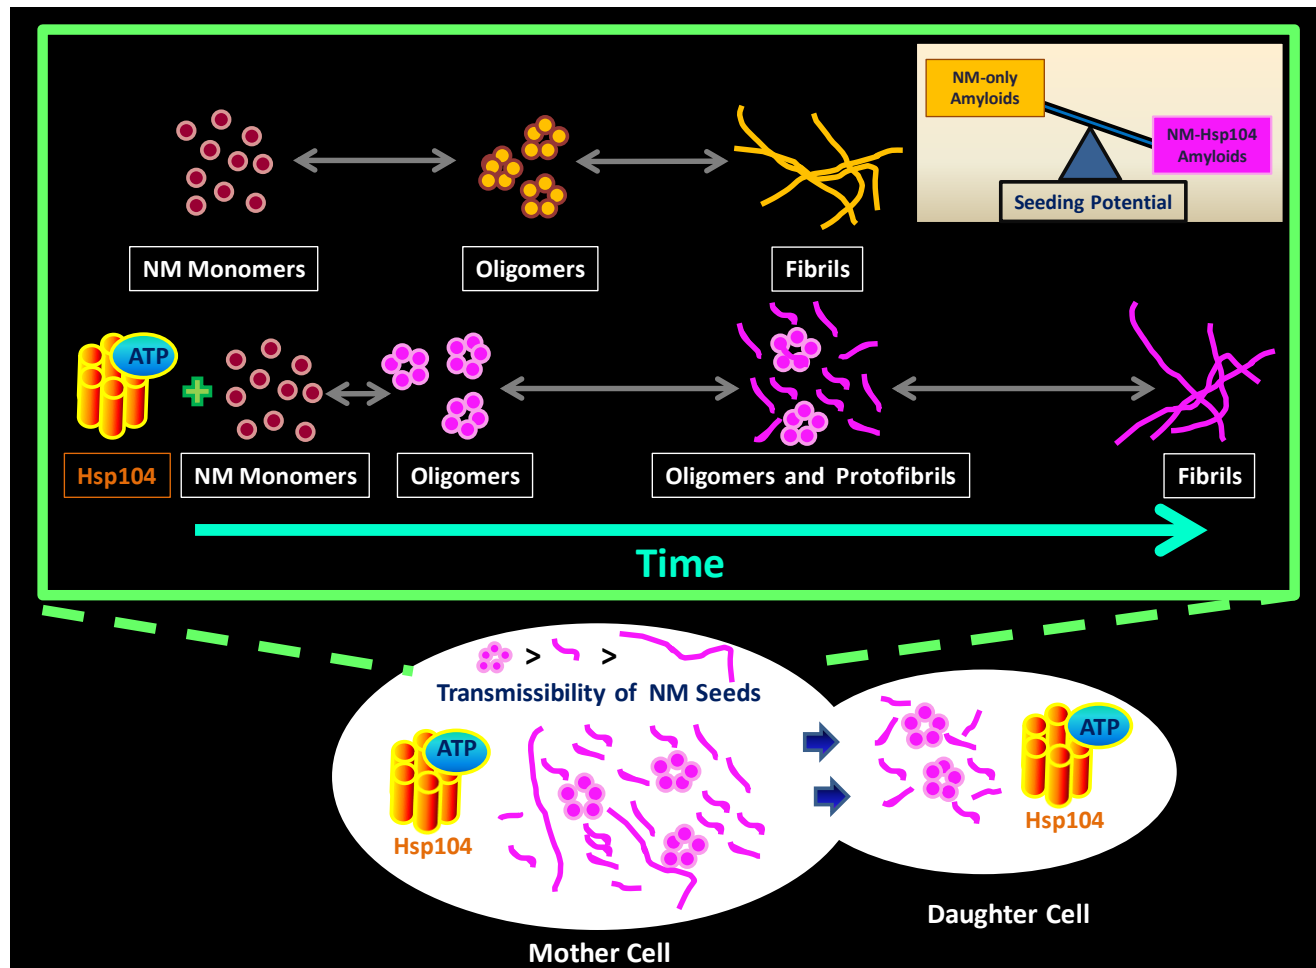 NM-only
Amyloids
NM-Hsp104
Amyloids
Seeding Potential
NM Monomers
Oligomers
Fibrils
ATP
Hsp104
NM Monomers
Oligomers
Oligomers and Protofibrils
Fibrils
Time
> >
Transmissibility of NM Seeds
ATP
Hsp104
ATP
Hsp104
Daughter Cell
Mother Cell